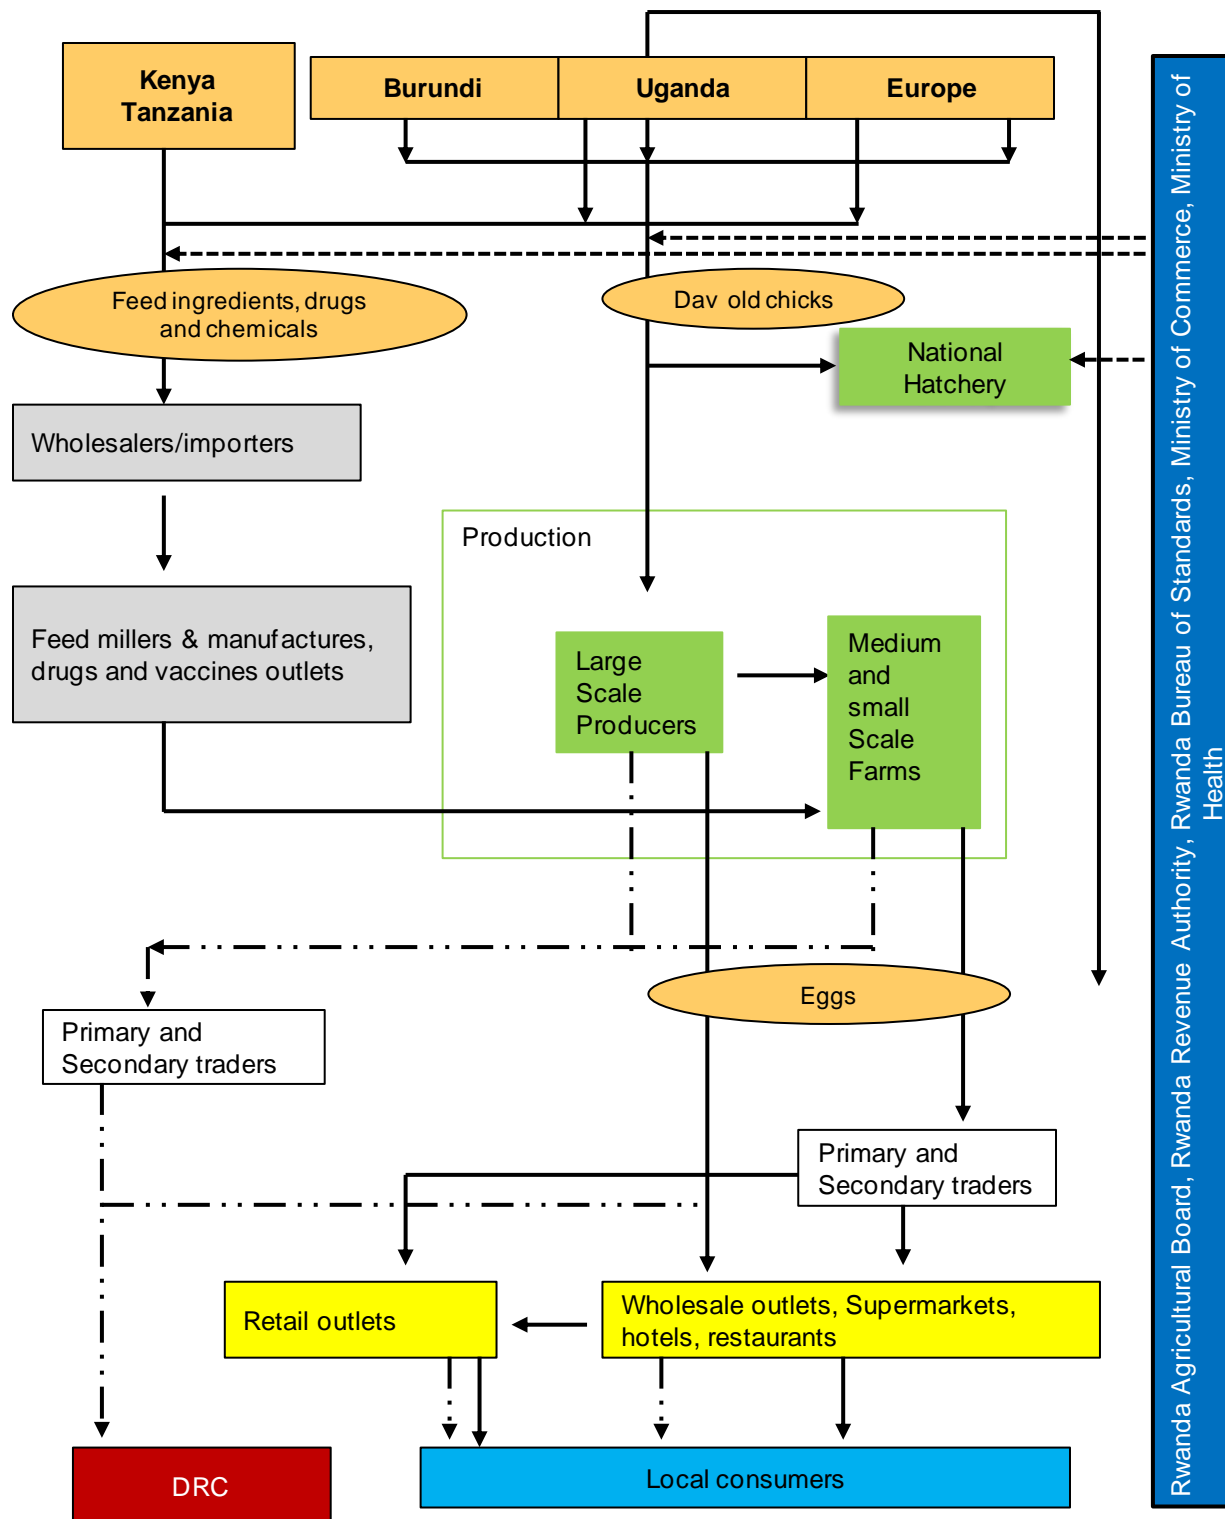 Kenya
Tanzania
Burundi
Uganda
Europe
Feed ingredients, drugs
and chemicals
Dav old chicks
National
Hatchery
Wholesalers/importers
Production
Feed millers & manufactures,
drugs and vaccines outlets
Large
Scale
Producers
Medium
and
small
Scale
Farms
Eggs
Primary and
Secondary traders
Primary and
Secondary traders
Retail outlets
Wholesale outlets, Supermarkets,
hotels, restaurants
DRC
Local consumers
Rwanda Agricultural Board, Rwanda Revenue Authority, Rwanda Bureau of Standards, Ministry of Commerce, Ministry of
Health